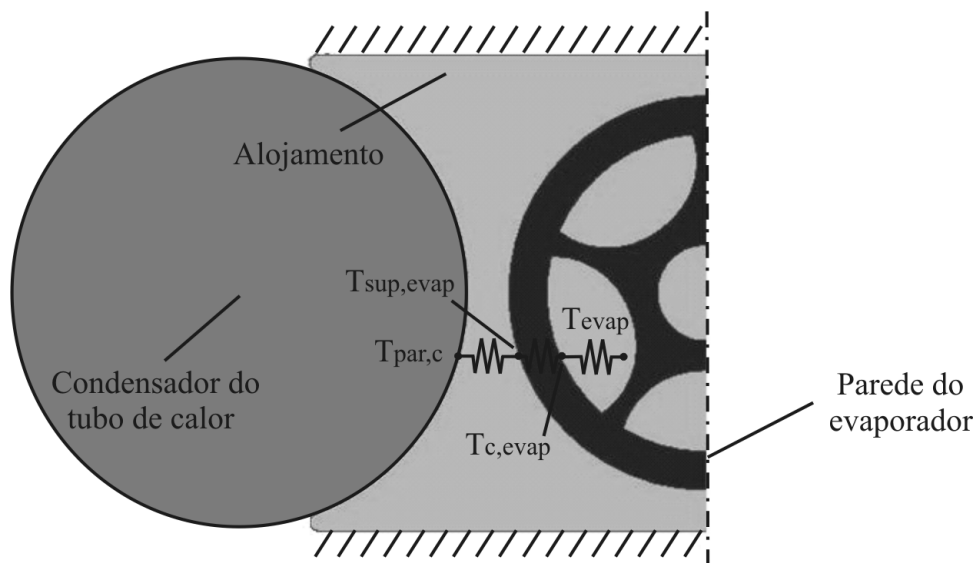 Alojamento
Tsup,evap
Tevap
Tpar,c
Condensador do
tubo de calor
Tc,evap
Parede do
evaporador